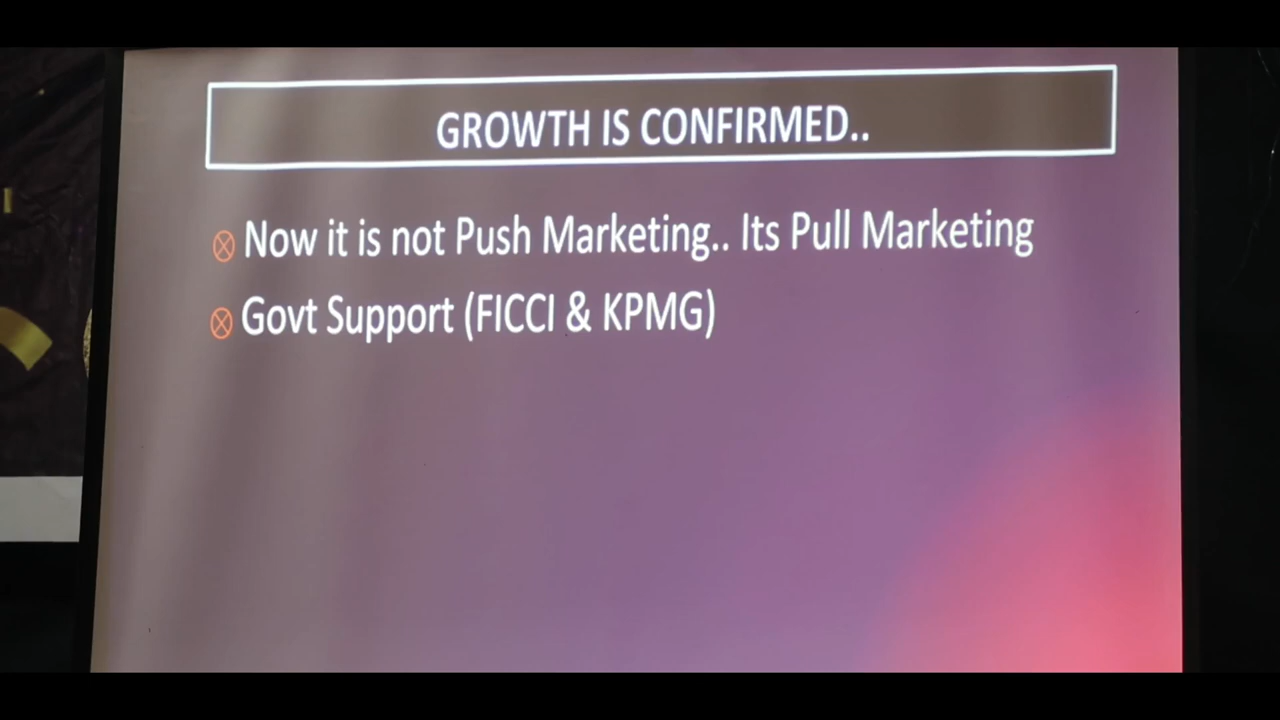 GROWTH IS CONFIRMED..
Now it is not Push Marketing.. Its Pull Marketing
Govt Support (FICCI & KPMG)